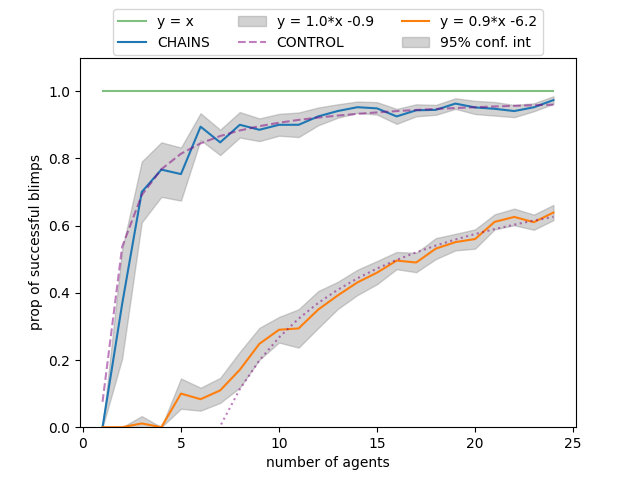 y = x y = 1.0*x -0.9 y = 0.9*x -6.2
CHAINS CONTROL 95% conf. int
1.0
0.8
0.6
0.4
0.2
0.0
prop of successful blimps
0 5 10 15 20 25
number of agents